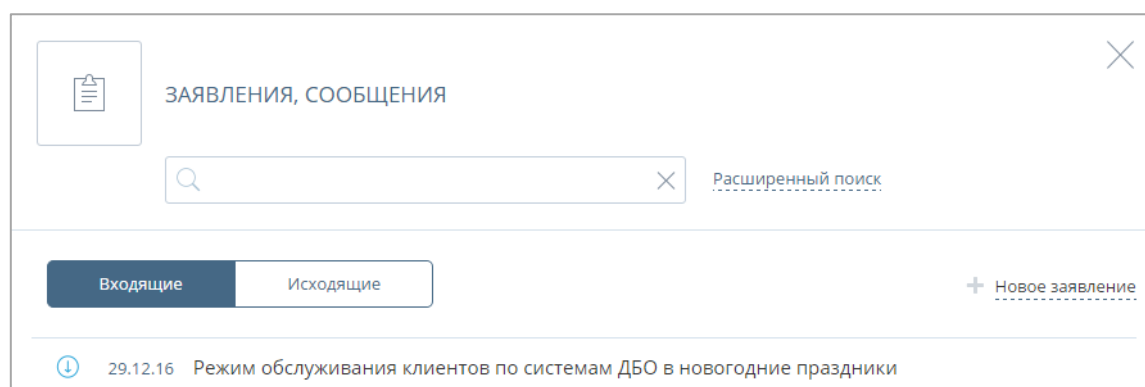 ЗАЯВЛЕНИЯ, СООБЩЕНИЯ
Расширенный поиск
Входящие Исходящие + Новое заявление
29.12.16 Режим обслуживания клиентов по системам ДБО в новогодние праздники